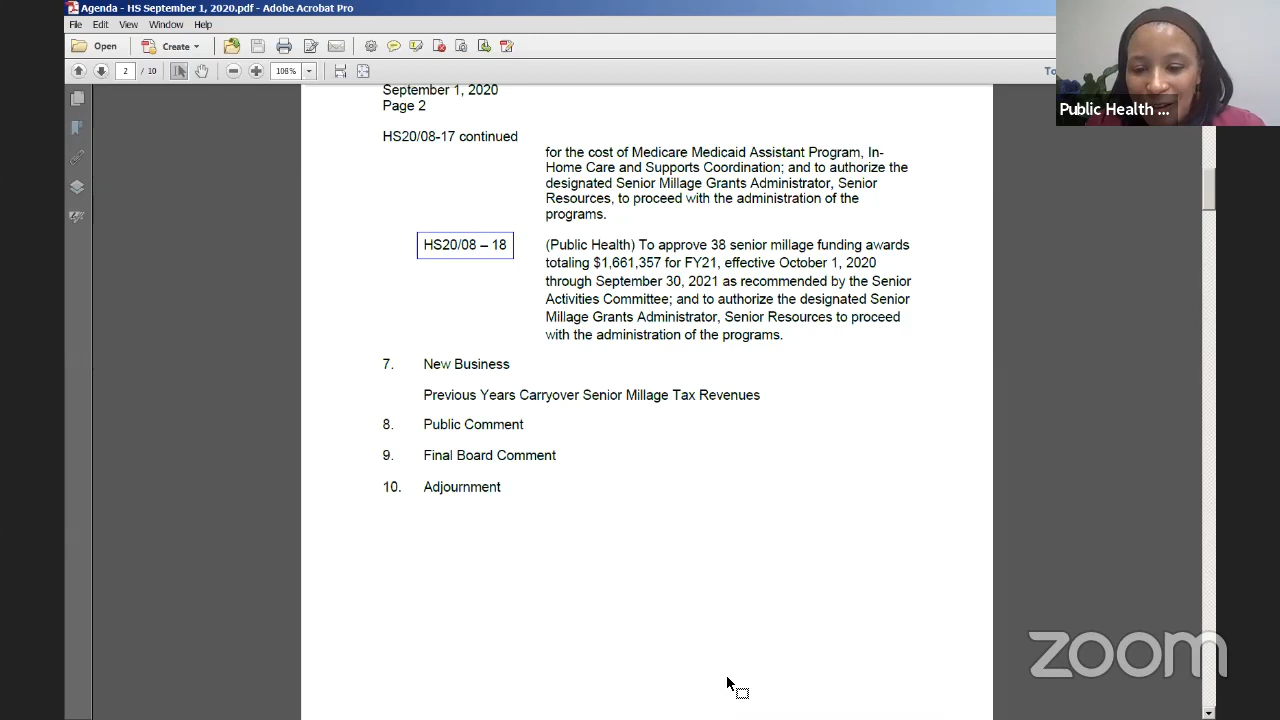 Agenda - HS September 1, 2020.pdf - Adobe Acrobat Pro
File Edit View Window Help
Open Create
2 / 10 108% To
September 1, 2020
Page 2
HS20/08-17 continued
for the cost of Medicare Medicaid Assistant Program, In-
Home Care and Supports Coordination; and to authorize the
designated Senior Millage Grants Administrator, Senior
Resources, to proceed with the administration of the
programs.
HS20/08 – 18 (Public Health) To approve 38 senior millage funding awards
totaling $1,661,357 for FY21, effective October 1, 2020
through September 30, 2021 as recommended by the Senior
Activities Committee; and to authorize the designated Senior
Millage Grants Administrator, Senior Resources to proceed
with the administration of the programs.
7. New Business
Previous Years Carryover Senior Millage Tax Revenues
8. Public Comment
9. Final Board Comment
10. Adjournment
Public Health ...
zoom